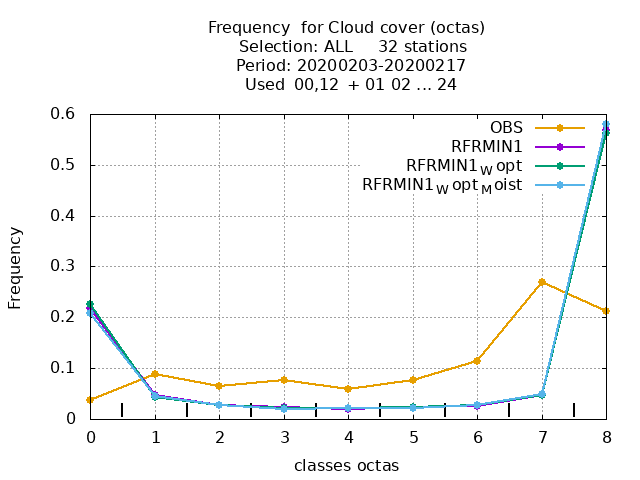 Frequency for Cloud cover (octas)
Selection: ALL 32 stations
Period: 20200203-20200217
Used 00,12 + 01 02 ... 24
0.6
0.5
0.4
0.3
0.2
0.1
0
Frequency
OBS
RFRMIN1
RFRMIN1Wopt
RFRMIN1WoptMoist
0 1 2 3 4 5 6 7 8
classes octas